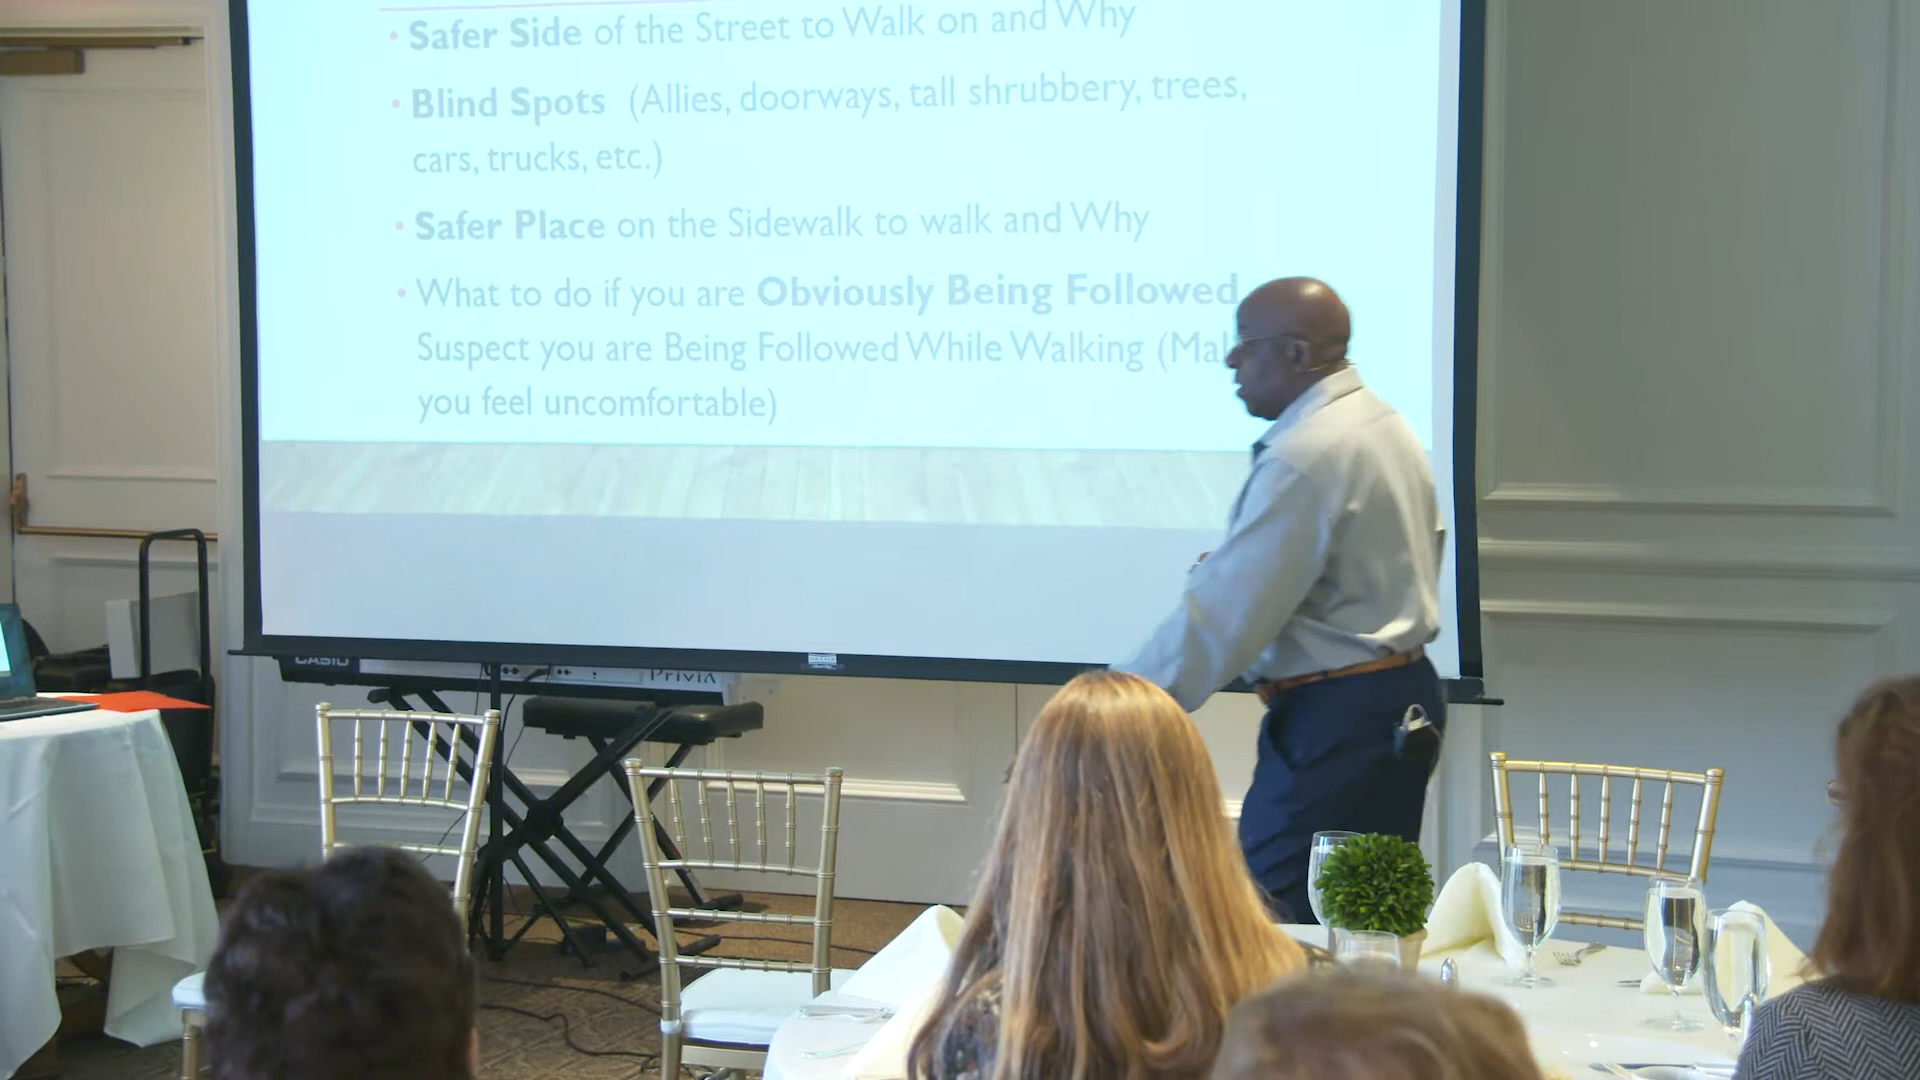 • Safer Side of the Street to Walk on and Why
• Blind Spots (Allies, doorways, tall shrubbery, trees,
cars, trucks, etc.)
• Safer Place on the Sidewalk to walk and Why
• What to do if you are Obviously Being Followed
Suspect you are Being Followed While Walking (Mak
you feel uncomfortable)
CASIO
Privia